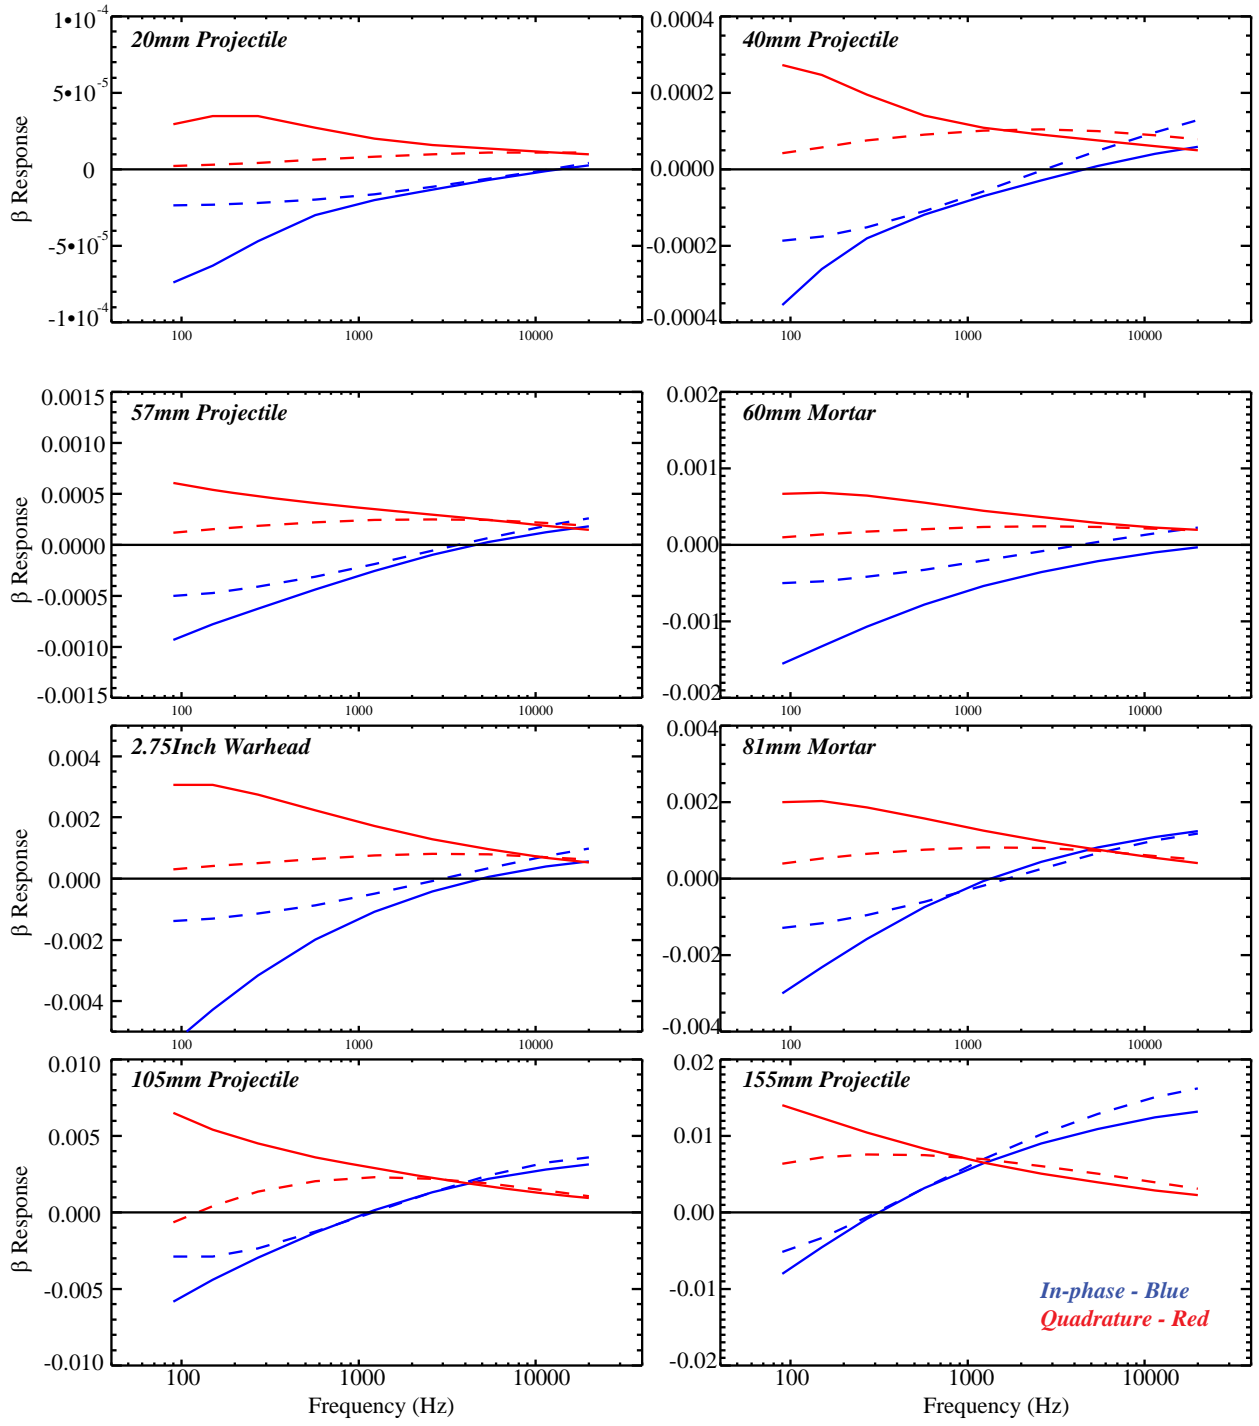 20mm Projectile
1•10-4
5•10-5
0
-5•10-5
-1•10-4
β Response
100 1000 10000
40mm Projectile
0.0004
0.0002
0.0000
-0.0002
-0.0004
100 1000 10000
57mm Projectile
0.0015
0.0010
0.0005
0.0000
-0.0005
-0.0010
-0.0015
β Response
100 1000 10000
60mm Mortar
0.002
0.001
0.000
-0.001
-0.002
100 1000 10000
2.75Inch Warhead
0.004
0.002
0.000
-0.002
-0.004
β Response
100 1000 10000
81mm Mortar
0.004
0.002
0.000
-0.002
-0.004
100 1000 10000
105mm Projectile
0.010
0.005
0.000
-0.005
-0.010
β Response
100 1000 10000
Frequency (Hz)
155mm Projectile
0.02
0.01
0.00
-0.01
-0.02
In-phase - Blue
Quadrature - Red
100 1000 10000
Frequency (Hz)